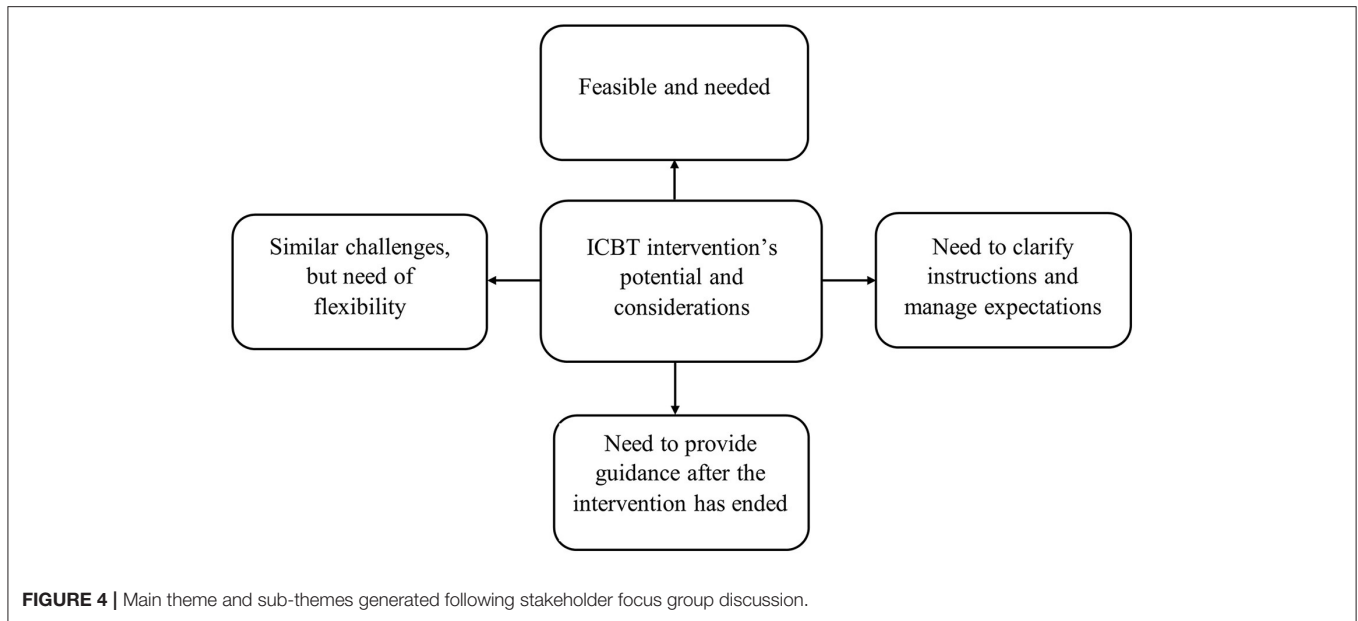 Feasible and needed
Similar challenges,
but need of
flexibility
ICBT intervention's
potential and
considerations
Need to clarify
instructions and
manage expectations
Need to provide
guidance after the
intervention has ended
FIGURE 4 | Main theme and sub-themes generated following stakeholder focus group discussion.